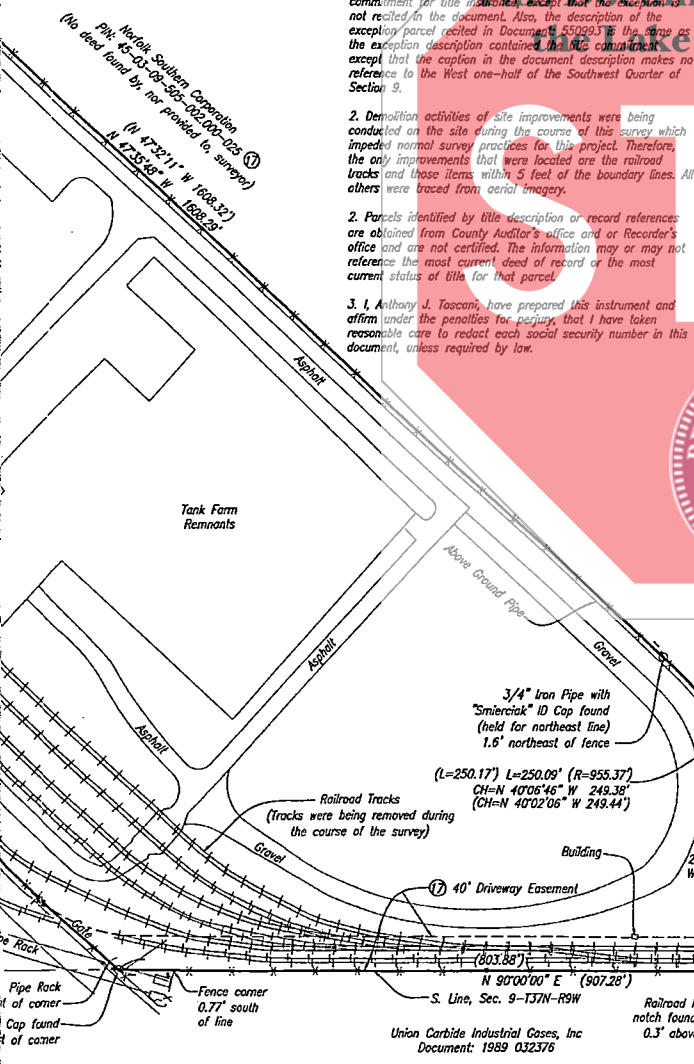 commitment for title insurance, except that the exception is
not recited in the document. Also, the description of the
exception parcel recited in Document 550993 is the same as
the exception description contained the title commitment
except that the caption in the document description makes no
reference to the West one-half of the Southwest Quarter of
Section 9.
the Lake
2. Demolition activities of site improvements were being
conducted on the site during the course of this survey which
impeded normal survey practices for this project. Therefore,
the only improvements that were located are the railroad
tracks and those items within 5 feet of the boundary lines. All
others were traced from aerial imagery.
2. Parcels identified by title description or record references
are obtained from County Auditor's office and or Recorder's
office and are not certified. The information may or may not
reference the most current deed of record or the most
current status of title for that parcel.
3. I, Anthony J. Toscani, have prepared this instrument and
affirm under the penalties for perjury, that I have taken
reasonable care to redact each social security number in this
document, unless required by law.
ST
Norfolk Southern Corporation
PIN: 45-03-09-505-002.000-025 17
(No deed found by, nor provided to, surveyor)
(N 47°32'11" W 1608.32')
N 47°35'46" W 1608.29'
Asphalt
Tank Farm
Remnants
Above Ground Pipe
Gravel
Asphalt
Asphalt
3/4" Iron Pipe with
"Smierciak" ID Cap found
(held for northeast line)
1.6' northeast of fence
(L=250.17') L=250.09' (R=955.37')
CH=N 40°06'46" W 249.38'
(CH=N 40°02'06" W 249.44')
Railroad Tracks
(Tracks were being removed during
the course of the survey)
Gravel
Building
17 40' Driveway Easement
Gate
Pipe Rack
(803.88')
N 90°00'00" E (907.28')
S. Line, Sec. 9-T37N-R9W
Pipe Rack
of corner
Cap found
of corner
Fence corner
0.77' south
of line
Union Carbide Industrial Gases, Inc
Document: 1989 032376
Railroad
notch found
0.3' above